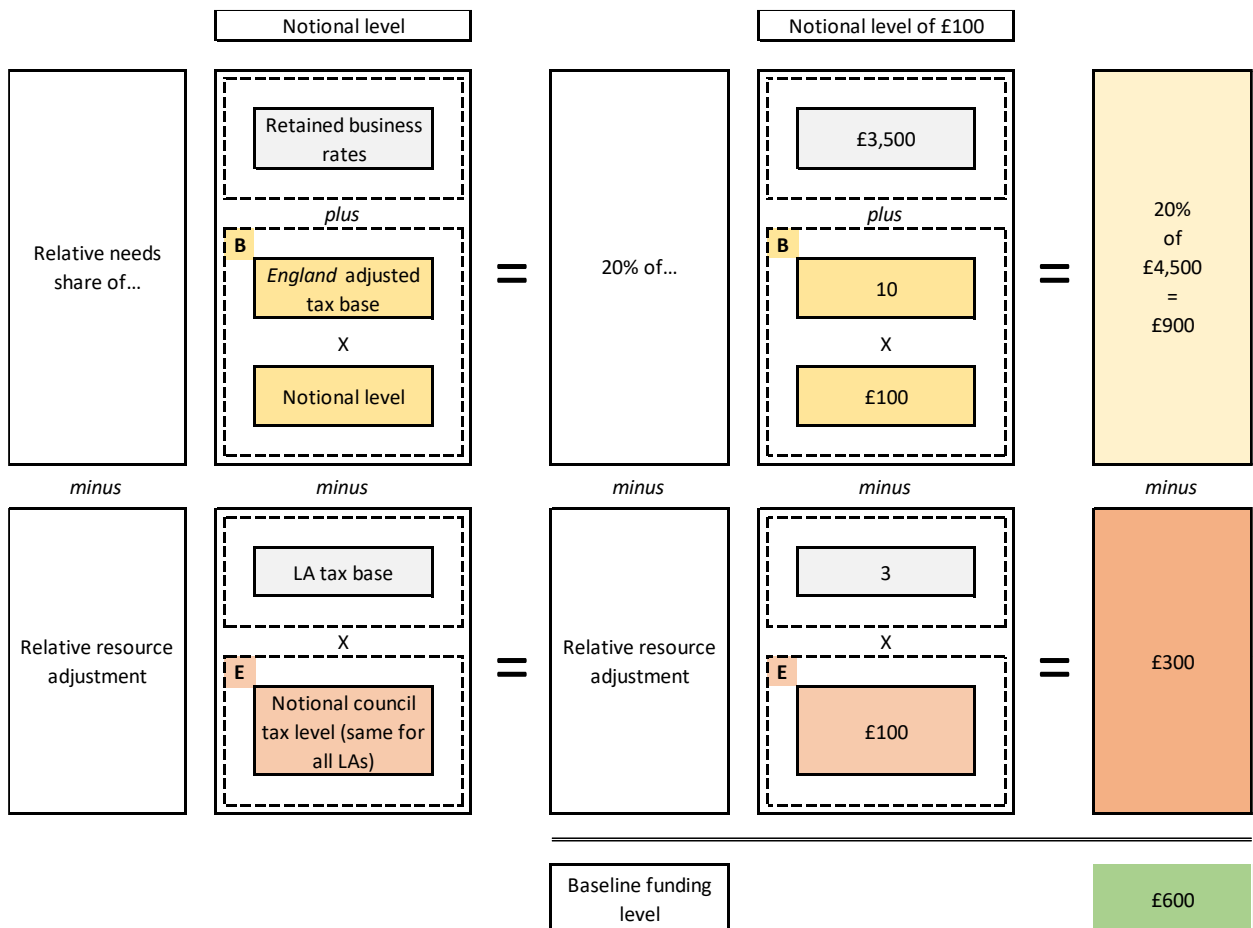 Notional level
Notional level of £100
Relative needs
share of...
Retained business
rates
plus
B
England adjusted
tax base
X
Notional level
=
20% of...
£3,500
plus
B
10
X
£100
=
20%
of
£4,500
=
£900
minus
minus
minus
minus
minus
Relative resource
adjustment
LA tax base
X
E
Notional council
tax level (same for
all LAs)
=
Relative resource
adjustment
3
X
E
£100
=
£300
Baseline funding
level
£600